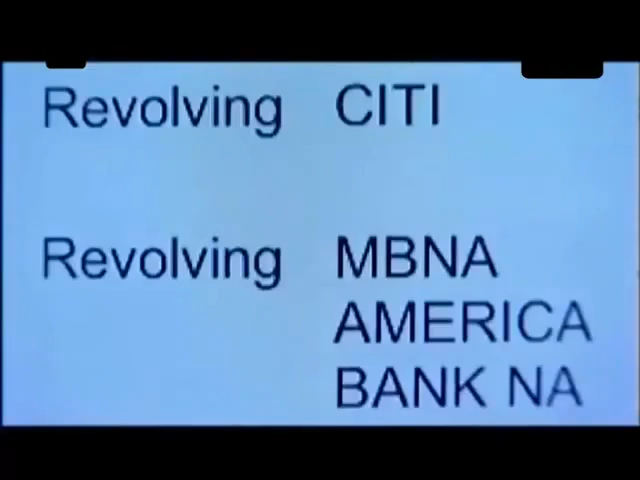 Revolving CITI
Revolving MBNA
AMERICA
BANK NA